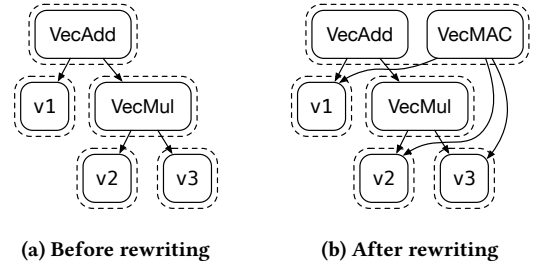 VecAdd
v1
VecMul
v2
v3
(a) Before rewriting
VecAdd
VecMAC
v1
VecMul
v2
v3
(b) After rewriting